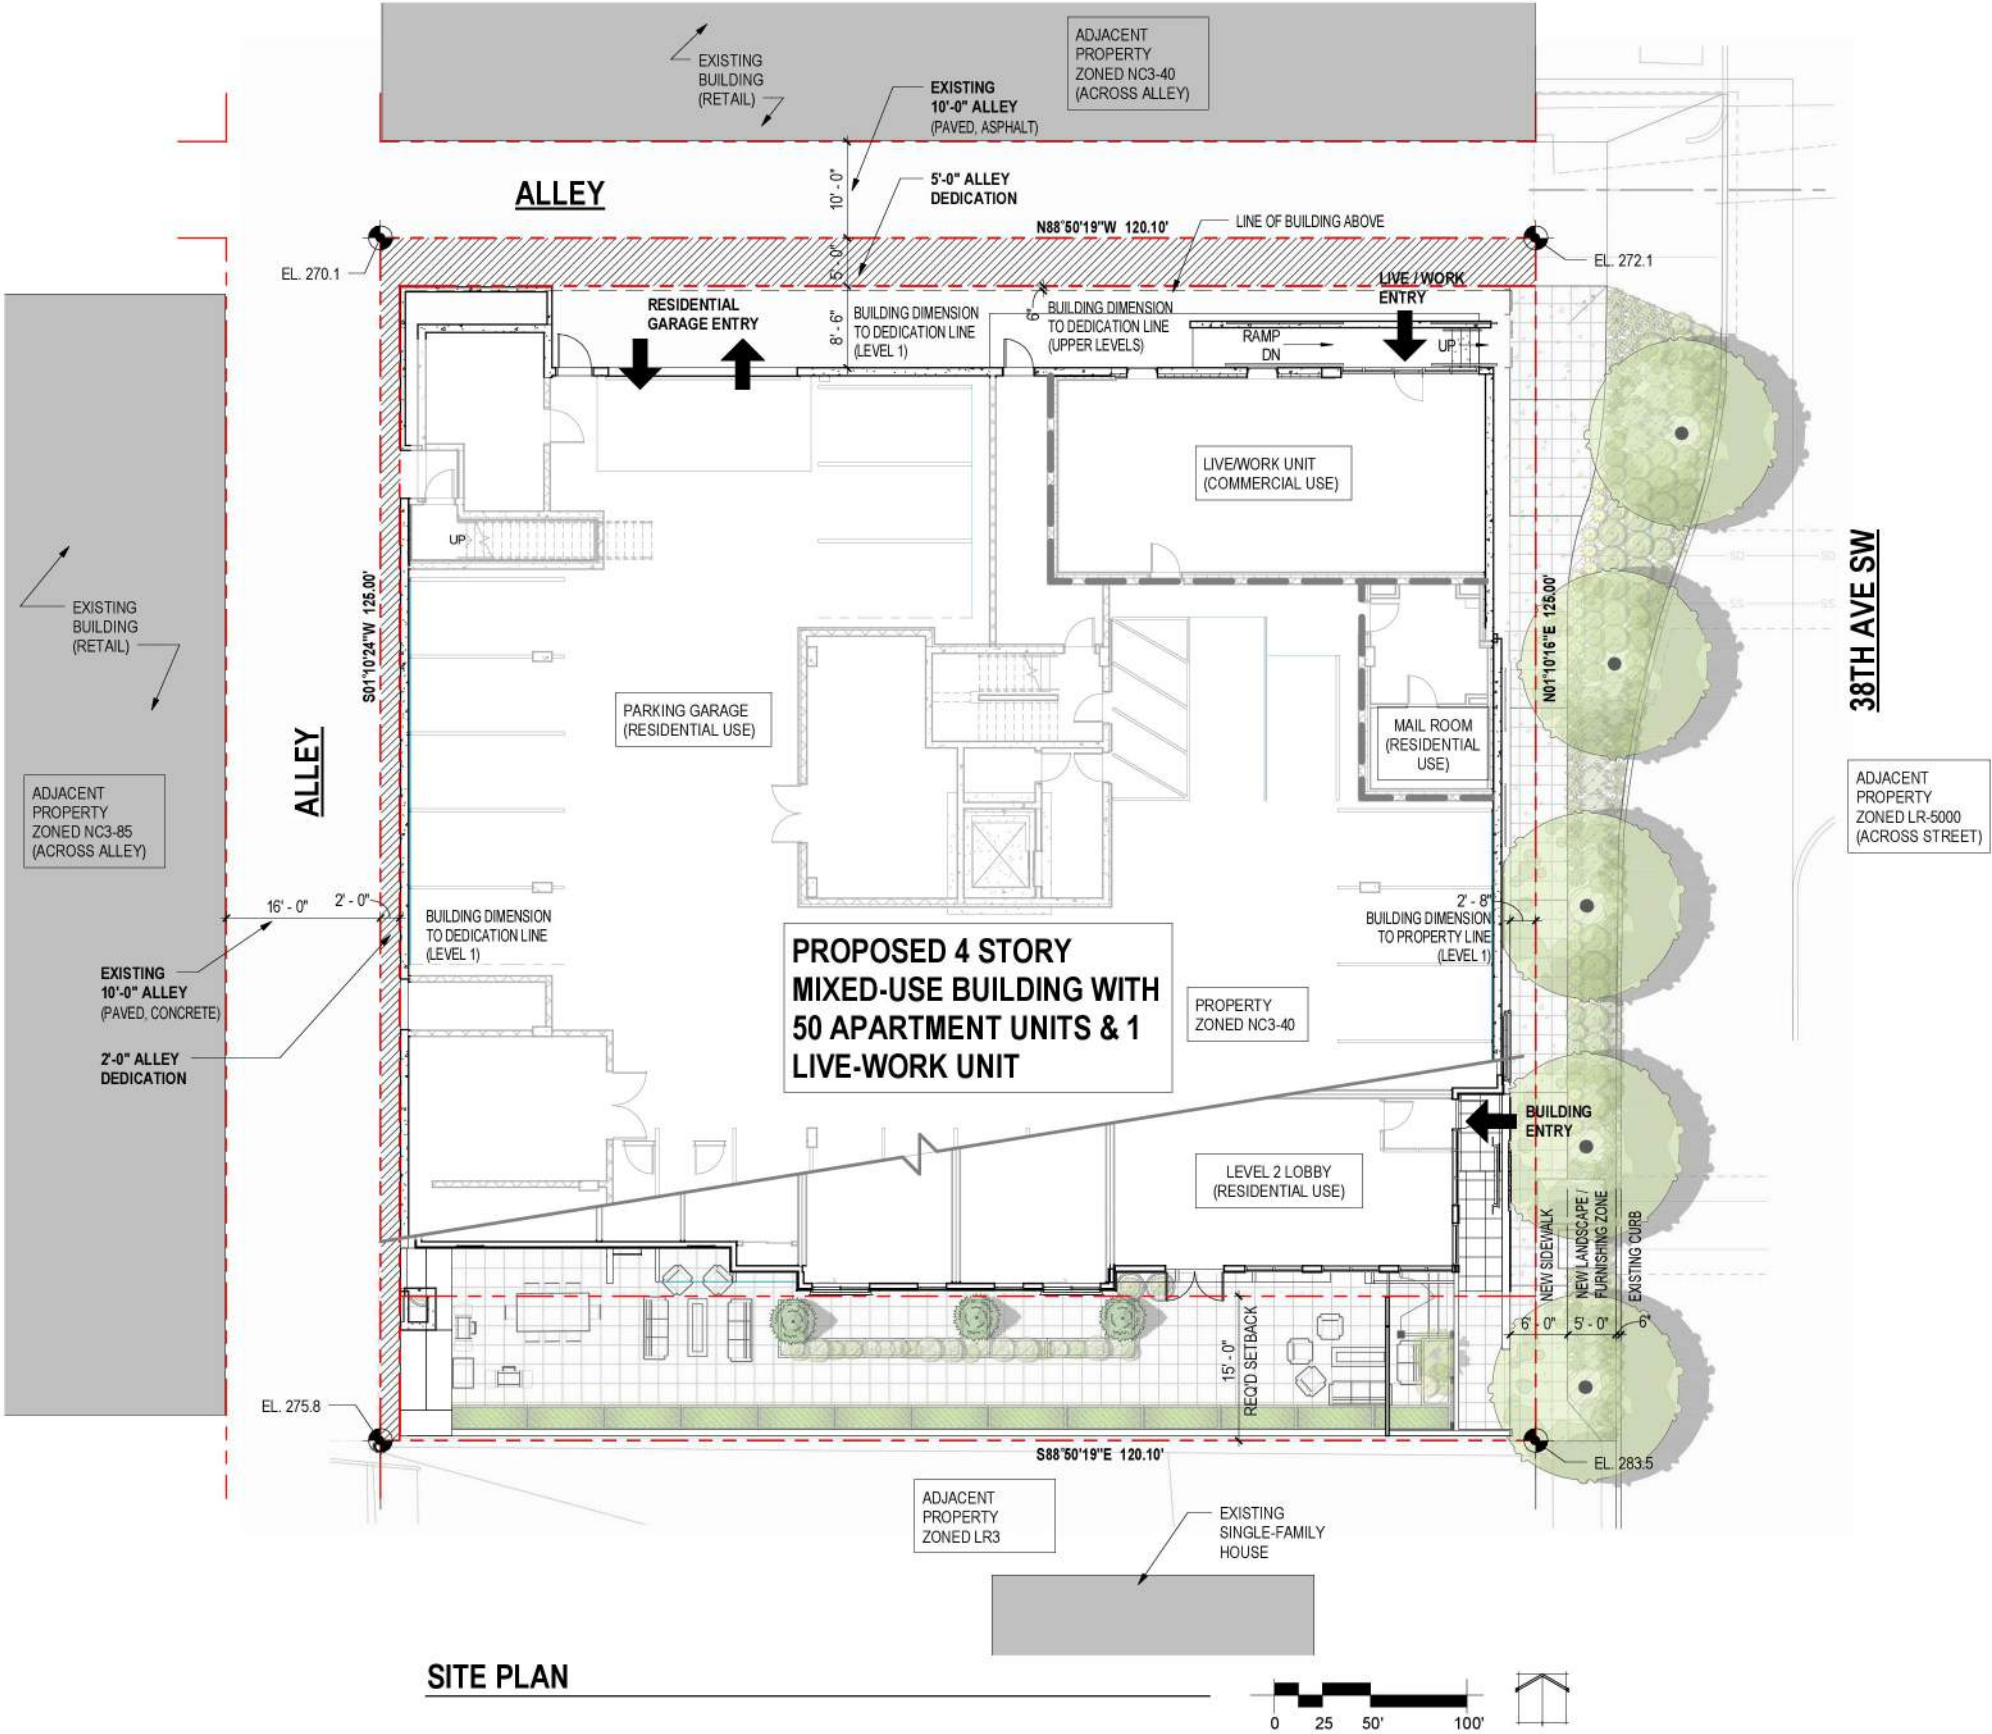 EXISTING
BUILDING
(RETAIL)
ADJACENT
PROPERTY
ZONED NC3-40
(ACROSS ALLEY)
EXISTING
10'-0" ALLEY
(PAVED, ASPHALT)
ALLEY
10' - 0"
5'-0" ALLEY
DEDICATION
N88°50'19"W 120.10'
LINE OF BUILDING ABOVE
EL. 270.1
5' - 0"
EL. 272.1
LIVE / WORK
ENTRY
RESIDENTIAL
GARAGE ENTRY
8' - 6"
BUILDING DIMENSION
TO DEDICATION LINE
(LEVEL 1)
6"
BUILDING DIMENSION
TO DEDICATION LINE
(UPPER LEVELS)
RAMP
DN
UP
LIVE/WORK UNIT
(COMMERCIAL USE)
UP
S01°10'24"W 125.00'
N01°10'16"E 125.00'
38TH AVE SW
EXISTING
BUILDING
(RETAIL)
PARKING GARAGE
(RESIDENTIAL USE)
MAIL ROOM
(RESIDENTIAL
USE)
ALLEY
ADJACENT
PROPERTY
ZONED NC3-85
(ACROSS ALLEY)
ADJACENT
PROPERTY
ZONED LR-5000
(ACROSS STREET)
16' - 0"
2' - 0"
BUILDING DIMENSION
TO DEDICATION LINE
(LEVEL 1)
2' - 8"
BUILDING DIMENSION
TO PROPERTY LINE
(LEVEL 1)
EXISTING
10'-0" ALLEY
(PAVED, CONCRETE)
2'-0" ALLEY
DEDICATION
PROPOSED 4 STORY
MIXED-USE BUILDING WITH
50 APARTMENT UNITS & 1
LIVE-WORK UNIT
PROPERTY
ZONED NC3-40
BUILDING
ENTRY
LEVEL 2 LOBBY
(RESIDENTIAL USE)
NEW SIDEWALK
NEW LANDSCAPE /
FURNISHING ZONE
EXISTING CURB
6' - 0"
5' - 0"
6"
15' - 0"
REQ'D SETBACK
EL. 275.8
S88°50'19"E 120.10'
EL. 283.5
ADJACENT
PROPERTY
ZONED LR3
EXISTING
SINGLE-FAMILY
HOUSE
SITE PLAN
0 25 50' 100'